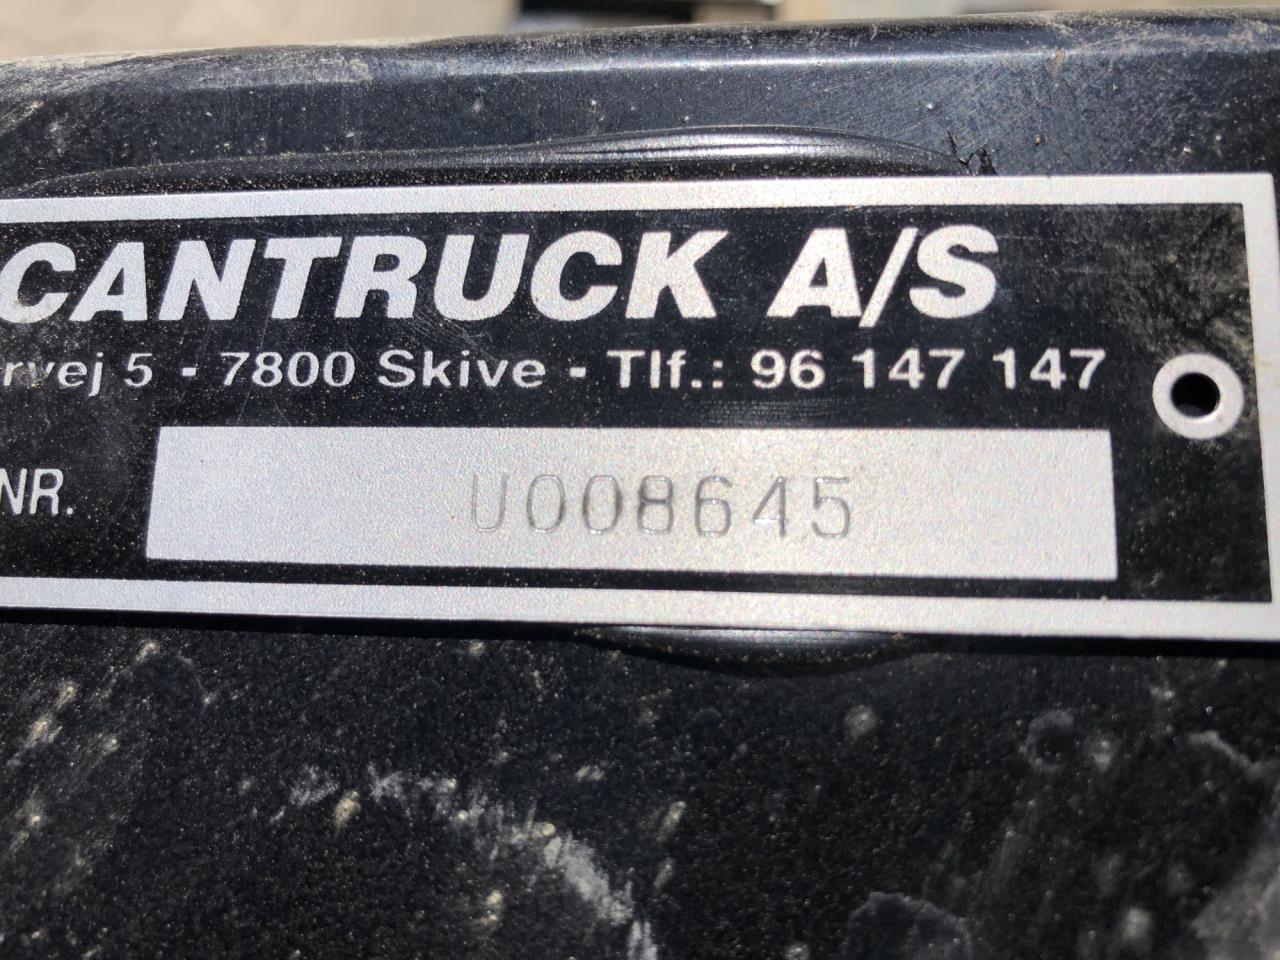 CANTRUCK A/S
rvej 5 - 7800 Skive - Tlf.: 96 147 147
NR.
U008645